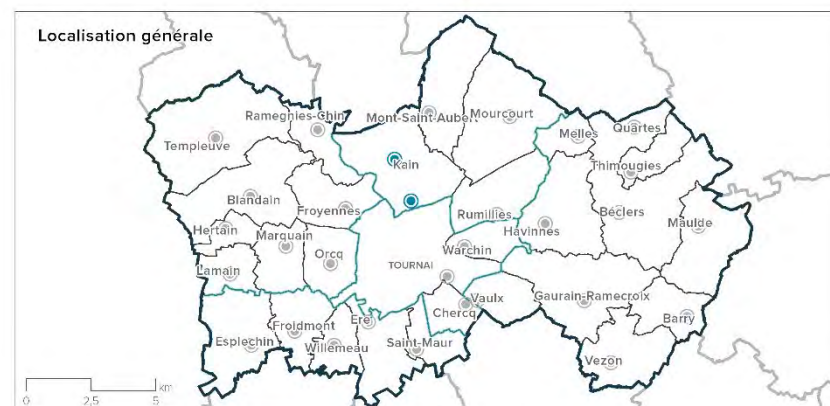 Localisation générale
Ramegnies-Chin
Mont-Saint-Aubert
Mourcourt
Templeuve
Melles
Quartes
Kain
Thimougies
Blandain
Froyennes
Rumillies
Béclers
Maulde
Hertain
Marquain
Havinnes
Orcq
Warchin
Lamain
TOURNAI
Vaulx
Gaurain-Ramecroix
Chercq
Barry
Ere
Froidmont
Esplechin
Willemeau
Saint-Maur
Vezon
km
0 2,5 5